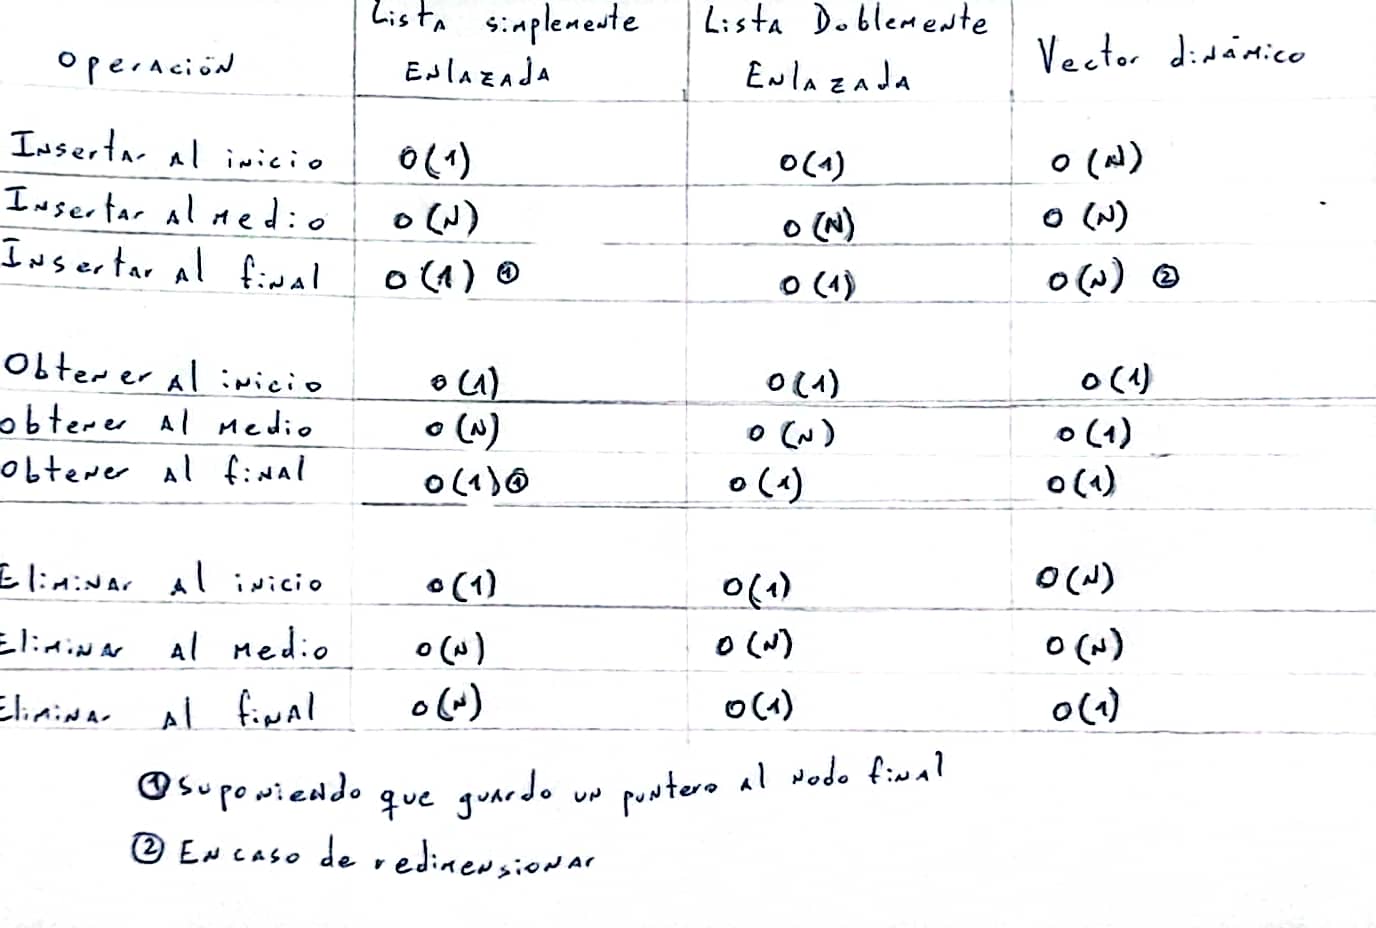 Operación | Lista simplemente Enlazada | Lista Doblemente Enlazada | Vector dinámico
Insertar al inicio | O(1) | O(1) | O(N)
Insertar al medio | O(N) | O(N) | O(N)
Insertar al final | O(1) ① | O(1) | O(N) ②
Obtener al inicio | O(1) | O(1) | O(1)
Obtener al medio | O(N) | O(N) | O(1)
Obtener al final | O(1) ① | O(1) | O(1)
Eliminar al inicio | O(1) | O(1) | O(N)
Eliminar al medio | O(N) | O(N) | O(N)
Eliminar al final | O(N) | O(1) | O(1)
① Suponiendo que guardo un puntero al nodo final
② En caso de redimensionar